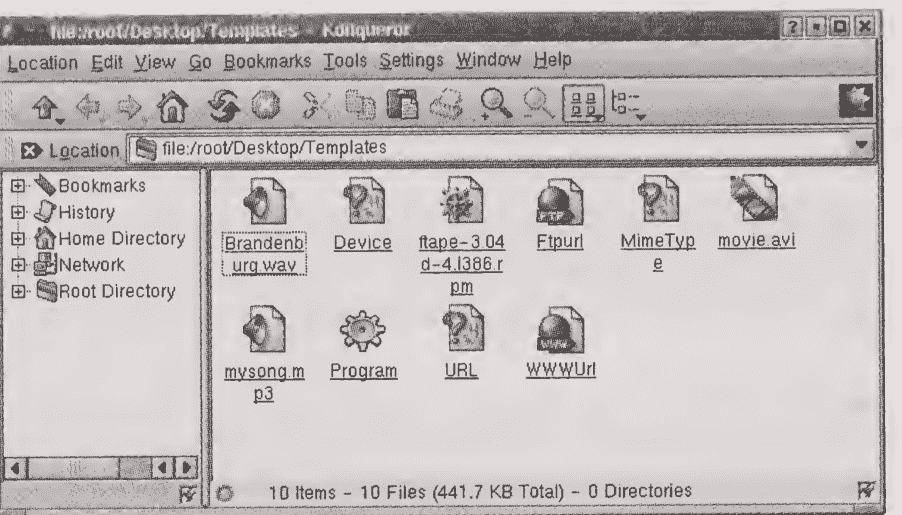 file:/root/Desktop/Templates - Konqueror
Location Edit View Go Bookmarks Tools Settings Window Help
Location file:/root/Desktop/Templates
Bookmarks
History
Home Directory
Network
Root Directory
Brandenb
urg.wav
Device
ftape-3.04
d-4.i386.r
pm
Ftpurl
MimeTyp
e
movie.avi
mysong.m
p3
Program
URL
WWWUrl
10 Items - 10 Files (441.7 KB Total) - 0 Directories